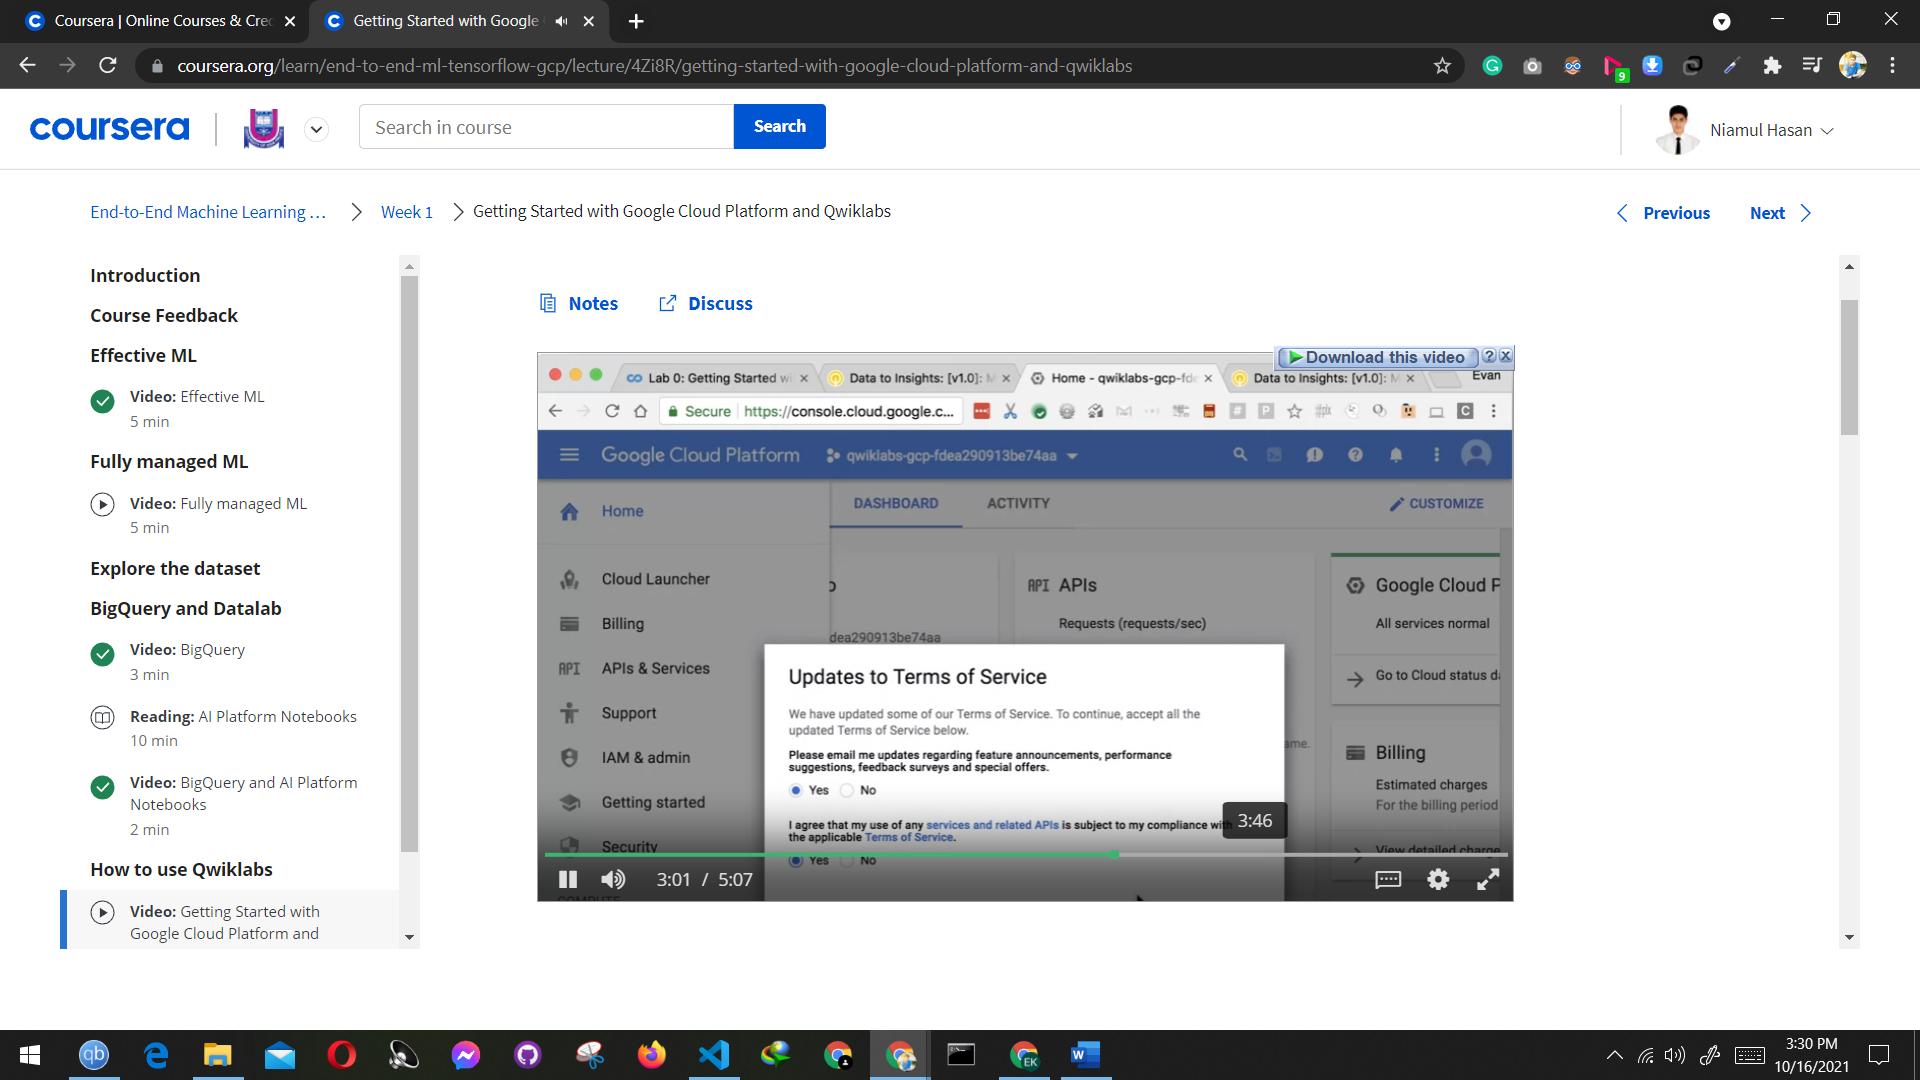 Coursera | Online Courses & Cred
Getting Started with Google
coursera.org/learn/end-to-end-ml-tensorflow-gcp/lecture/4Zi8R/getting-started-with-google-cloud-platform-and-qwiklabs
9
coursera
Search in course
Search
Niamul Hasan
End-to-End Machine Learning ...
Week 1
Getting Started with Google Cloud Platform and Qwiklabs
Previous
Next
Introduction
Course Feedback
Effective ML
Video: Effective ML
5 min
Fully managed ML
Video: Fully managed ML
5 min
Explore the dataset
BigQuery and Datalab
Video: BigQuery
3 min
Reading: AI Platform Notebooks
10 min
Video: BigQuery and AI Platform
Notebooks
2 min
How to use Qwiklabs
Video: Getting Started with
Google Cloud Platform and
Notes
Discuss
Download this video
Lab 0: Getting Started wi
Data to Insights: [v1.0]: M
Home - qwiklabs-gcp-fde
Data to Insights: [v1.0]: M
Evan
Secure
https://console.cloud.google.c...
Google Cloud Platform
qwiklabs-gcp-fdea290913be74aa
Home
DASHBOARD
ACTIVITY
CUSTOMIZE
Cloud Launcher
Billing
API APIs & Services
Support
IAM & admin
Getting started
Security
COMPUTE
dea290913be74aa
API APIs
Requests (requests/sec)
Google Cloud P
All services normal
Go to Cloud status da
Billing
Estimated charges
For the billing period
View detailed charge
ame.
Updates to Terms of Service
We have updated some of our Terms of Service. To continue, accept all the
updated Terms of Service below.
Please email me updates regarding feature announcements, performance
suggestions, feedback surveys and special offers.
Yes No
I agree that my use of any services and related APIs is subject to my compliance with
the applicable Terms of Service.
Yes No
3:46
3:01 / 5:07
qb
EK
3:30 PM
10/16/2021